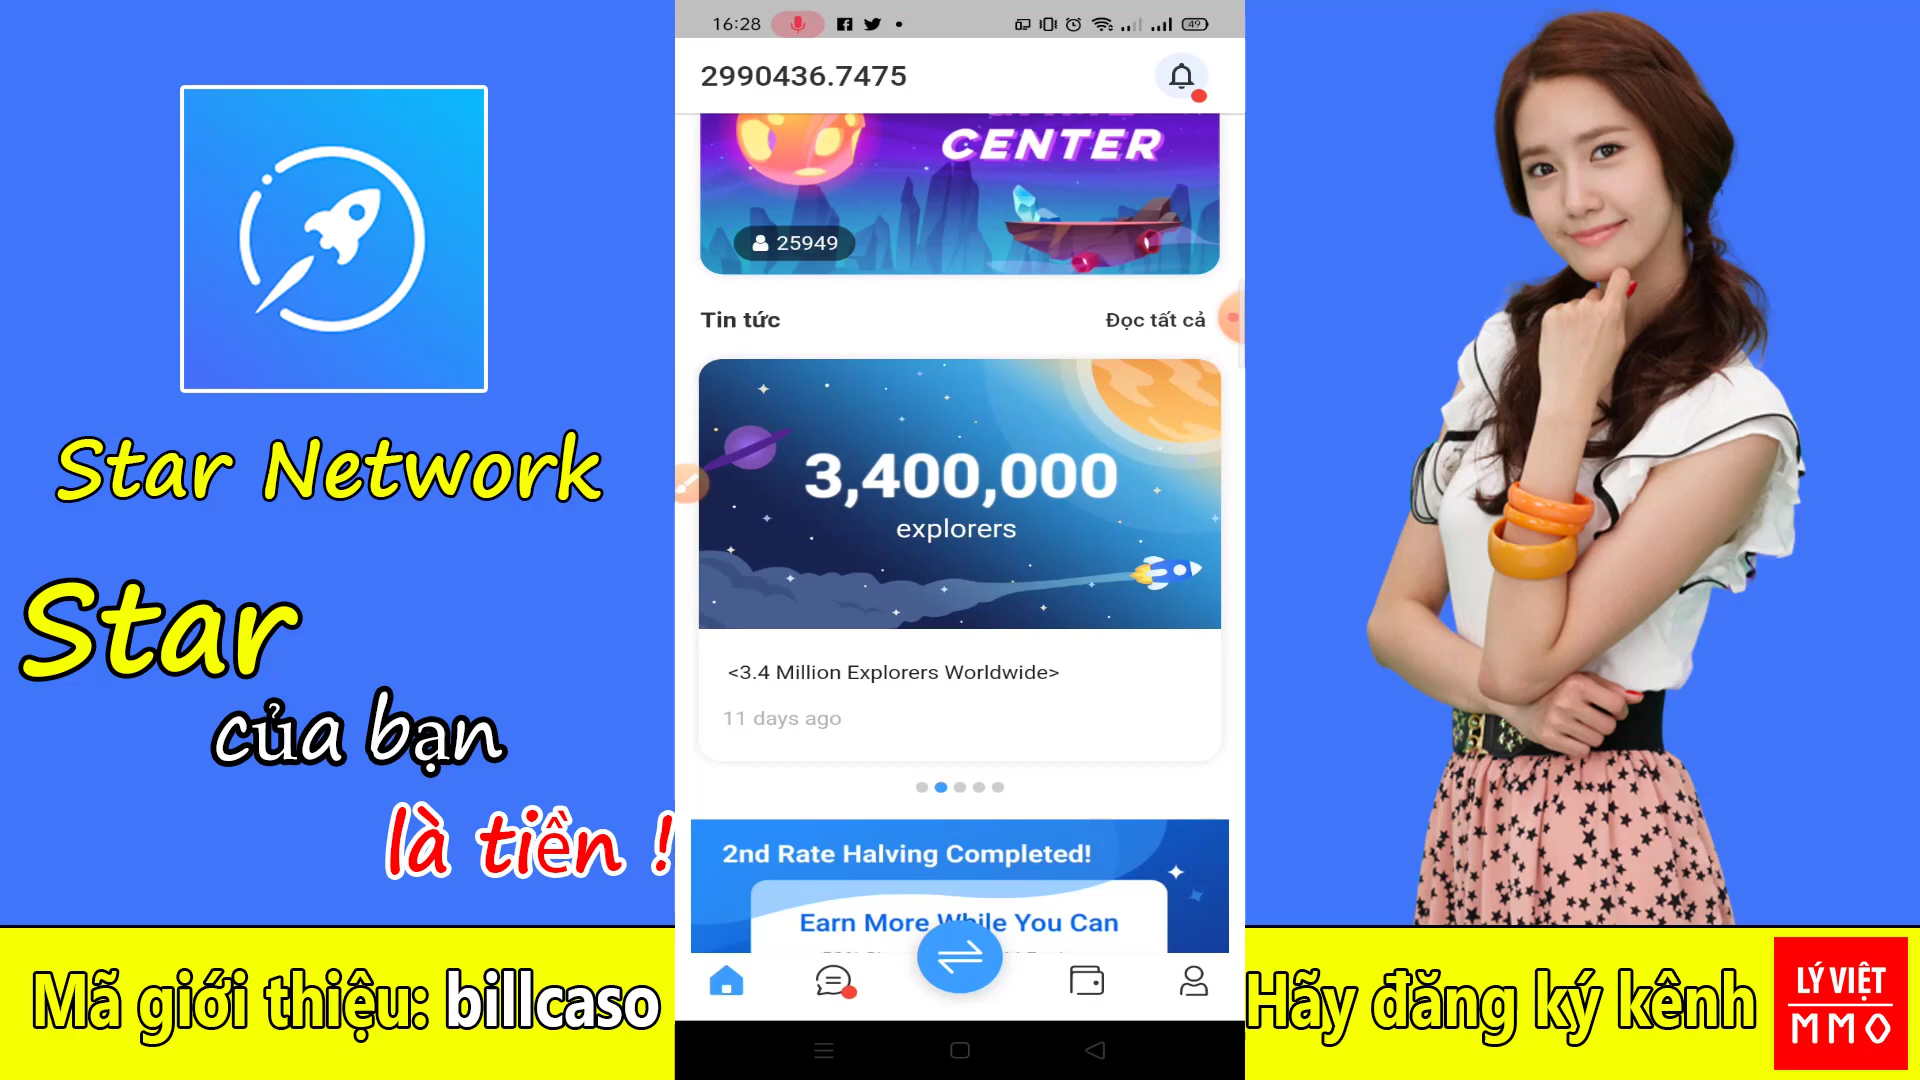 16:28
49
2990436.7475
CENTER
25949
Tin tức
Đọc tất cả
3,400,000
explorers
<3.4 Million Explorers Worldwide>
11 days ago
2nd Rate Halving Completed!
Earn More While You Can
Star Network
Star
của bạn
là tiền !
Mã giới thiệu: billcaso
Hãy đăng ký kênh
LÝ VIỆT
MMO